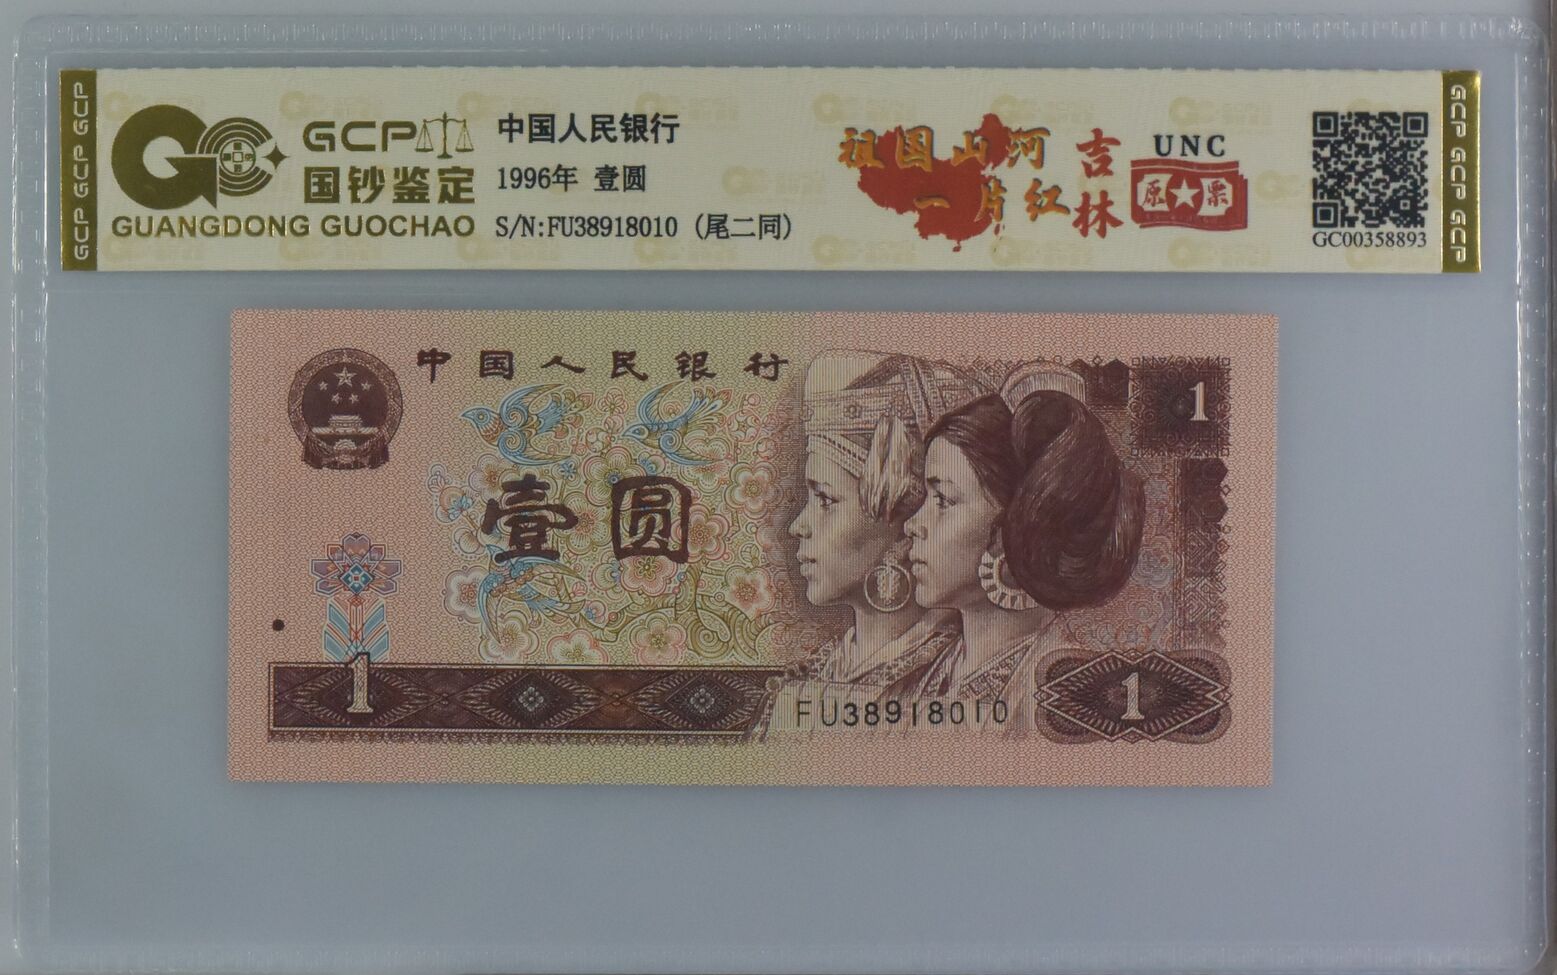 GCP GCP GCP
GCP
国钞鉴定
GUANGDONG GUOCHAO
中国人民银行
1996年 壹圆
S/N:FU38918010 (尾二同)
祖国山河
一片红
吉林
UNC
原★票
GC00358893
GCP GCP GCP
中国人民银行
1
壹圆
1
FU38918010
1